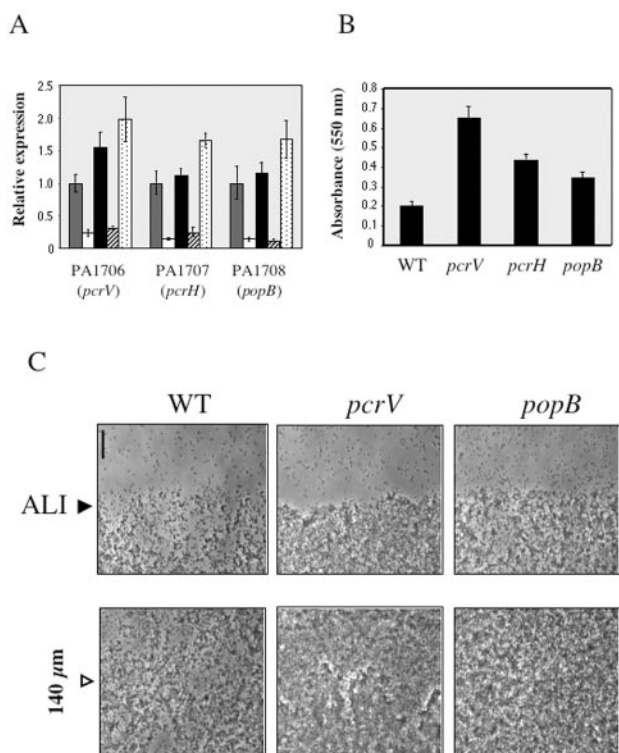 A
B
2.5
2.0
1.5
1.0
0.5
0
Relative expression
PA1706 PA1707 PA1708
(pcrV) (pcrH) (popB)
0.8
0.7
0.6
0.5
0.4
0.3
0.2
0.1
0
Absorbance (550 nm)
WT pcrV pcrH popB
C
WT pcrV popB
ALI
140 µm